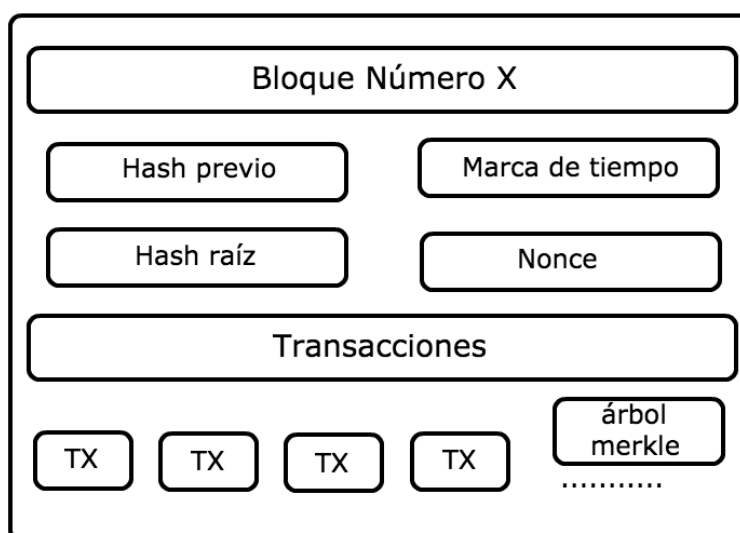 Bloque Número X
Hash previo
Marca de tiempo
Hash raíz
Nonce
Transacciones
TX
TX
TX
TX
árbol
merkle
...........